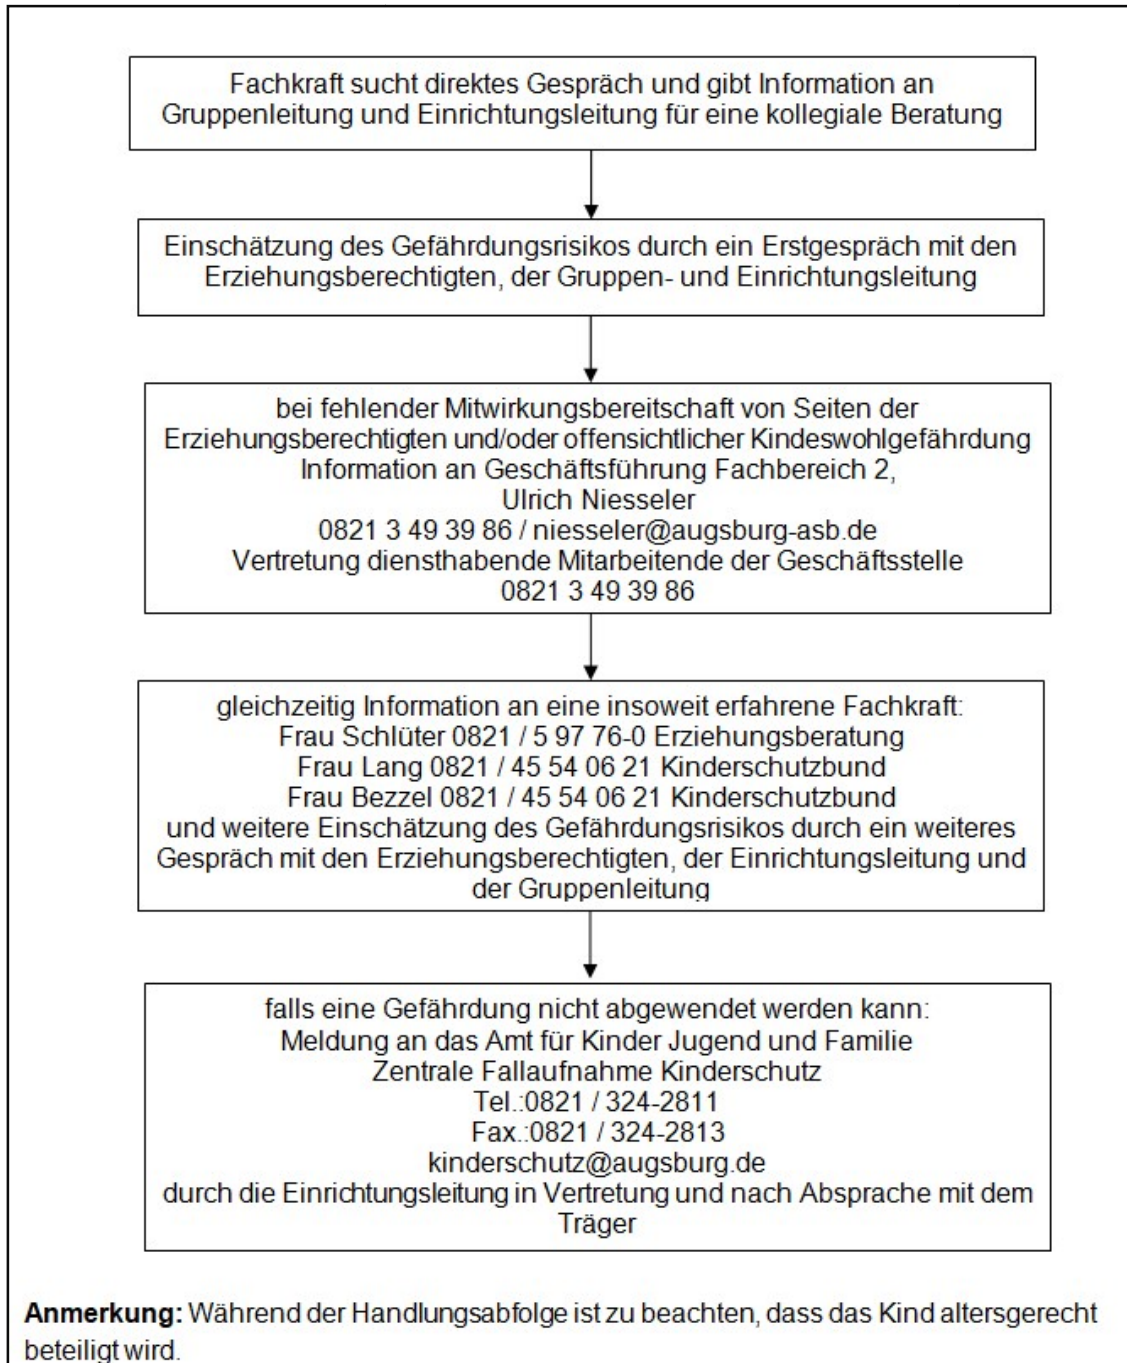 Fachkraft sucht direktes Gespräch und gibt Information an
Gruppenleitung und Einrichtungsleitung für eine kollegiale Beratung
Einschätzung des Gefährdungsrisikos durch ein Erstgespräch mit den
Erziehungsberechtigten, der Gruppen- und Einrichtungsleitung
bei fehlender Mitwirkungsbereitschaft von Seiten der
Erziehungsberechtigten und/oder offensichtlicher Kindeswohlgefährdung
Information an Geschäftsführung Fachbereich 2,
Ulrich Niesseler
0821 3 49 39 86 / niesseler@augsburg-asb.de
Vertretung diensthabende Mitarbeitende der Geschäftsstelle
0821 3 49 39 86
gleichzeitig Information an eine insoweit erfahrene Fachkraft:
Frau Schlüter 0821 / 5 97 76-0 Erziehungsberatung
Frau Lang 0821 / 45 54 06 21 Kinderschutzbund
Frau Bezzel 0821 / 45 54 06 21 Kinderschutzbund
und weitere Einschätzung des Gefährdungsrisikos durch ein weiteres
Gespräch mit den Erziehungsberechtigten, der Einrichtungsleitung und
der Gruppenleitung
falls eine Gefährdung nicht abgewendet werden kann:
Meldung an das Amt für Kinder Jugend und Familie
Zentrale Fallaufnahme Kinderschutz
Tel.:0821 / 324-2811
Fax.:0821 / 324-2813
kinderschutz@augsburg.de
durch die Einrichtungsleitung in Vertretung und nach Absprache mit dem
Träger
Anmerkung: Während der Handlungsabfolge ist zu beachten, dass das Kind altersgerecht
beteiligt wird.